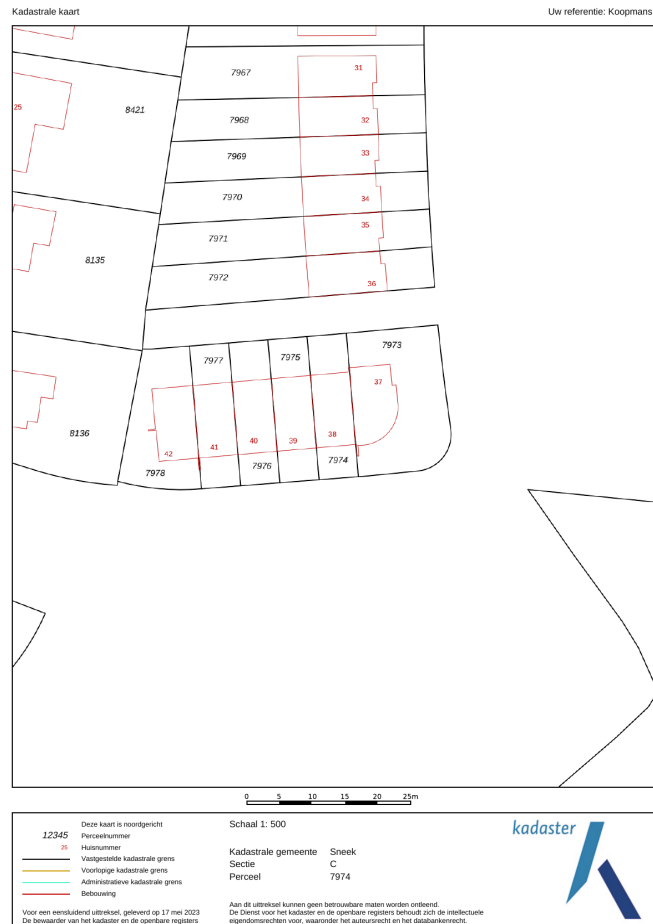 Kadastrale kaart
Uw referentie: Koopmans
7967
31
25
8421
7968
32
7969
33
7970
34
35
7971
8135
7972
36
7973
7977
7975
37
8136
42
41
40
39
38
7978
7976
7974
0 5 10 15 20 25m
Deze kaart is noordgericht
12345 Perceelnummer
25 Huisnummer
Vastgestelde kadastrale grens
Voorlopige kadastrale grens
Administratieve kadastrale grens
Bebouwing
Voor een eensluidend uittreksel, geleverd op 17 mei 2023
De bewaarder van het kadaster en de openbare registers
Schaal 1: 500
Kadastrale gemeente Sneek
Sectie C
Perceel 7974
Aan dit uittreksel kunnen geen betrouwbare maten worden ontleend.
De Dienst voor het kadaster en de openbare registers behoudt zich de intellectuele
eigendomsrechten voor, waaronder het auteursrecht en het databankenrecht.
kadaster